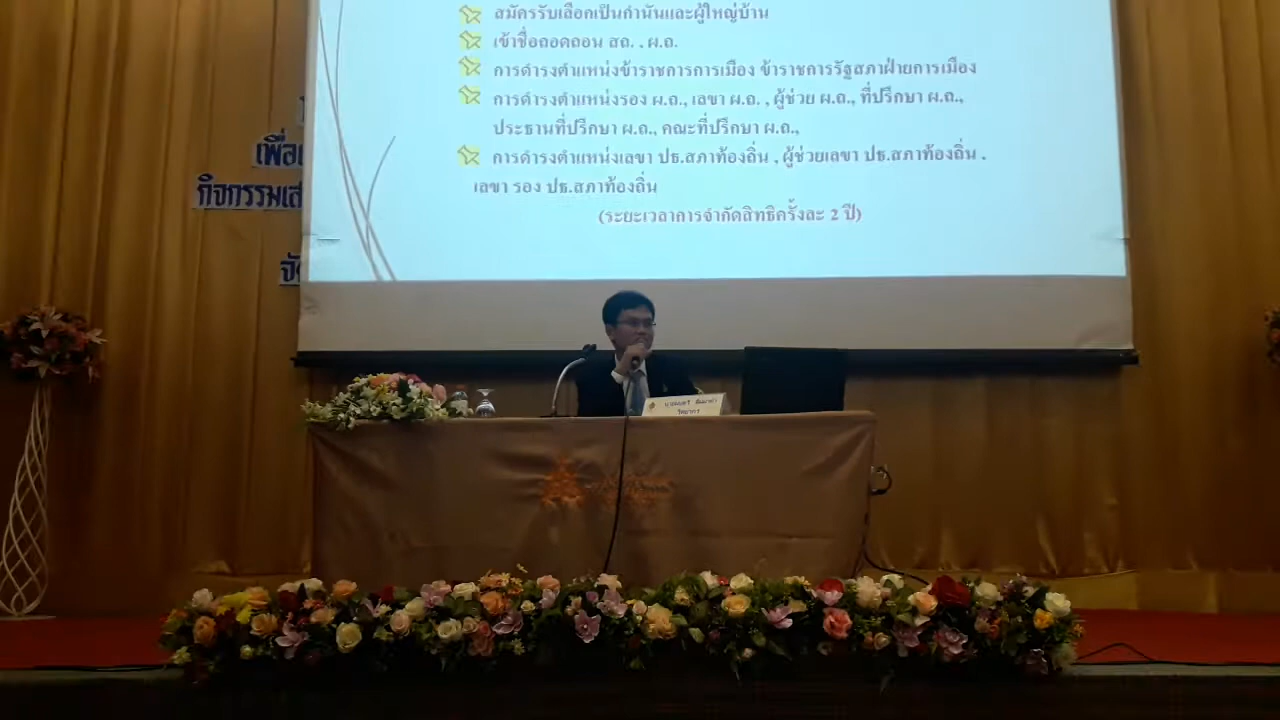 สมัครรับเลือกเป็นกำนันและผู้ใหญ่บ้าน
เข้าชื่อถอดถอน สถ. , ผ.ถ.
การดำรงตำแหน่งข้าราชการการเมือง ข้าราชการรัฐสภาฝ่ายการเมือง
การดำรงตำแหน่งรอง ผ.ถ., เลขา ผ.ถ. , ผู้ช่วย ผ.ถ., ที่ปรึกษา ผ.ถ.,
ประธานที่ปรึกษา ผ.ถ., คณะที่ปรึกษา ผ.ถ.,
การดำรงตำแหน่งเลขา ปธ.สภาท้องถิ่น , ผู้ช่วยเลขา ปธ.สภาท้องถิ่น .
เลขา รอง ปธ.สภาท้องถิ่น
(ระยะเวลาการจำกัดสิทธิครั้งละ 2 ปี)
เพื่อ
กิจกรรมเส
จั
วิทยากร